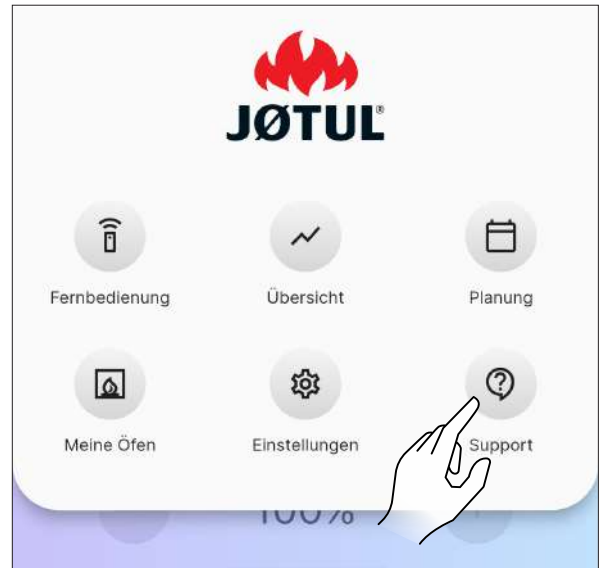 JØTUL®
Fernbedienung
Übersicht
Planung
Meine Öfen
Einstellungen
Support
100%